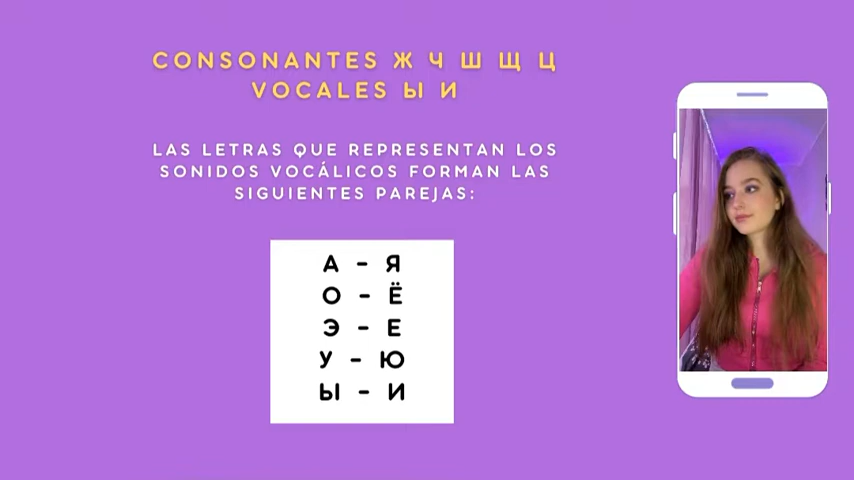 CONSONANTES Ж Ч Ш Щ Ц
VOCALES Ы И
LAS LETRAS QUE REPRESENTAN LOS
SONIDOS VOCÁLICOS FORMAN LAS
SIGUIENTES PAREJAS:
А - Я
О - Ё
Э - Е
У - Ю
Ы - И